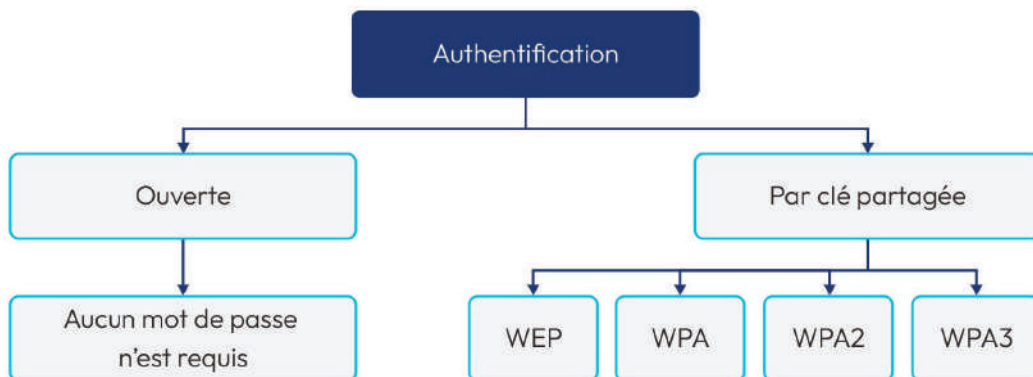 Authentification
Ouverte
Par clé partagée
Aucun mot de passe
n'est requis
WEP
WPA
WPA2
WPA3